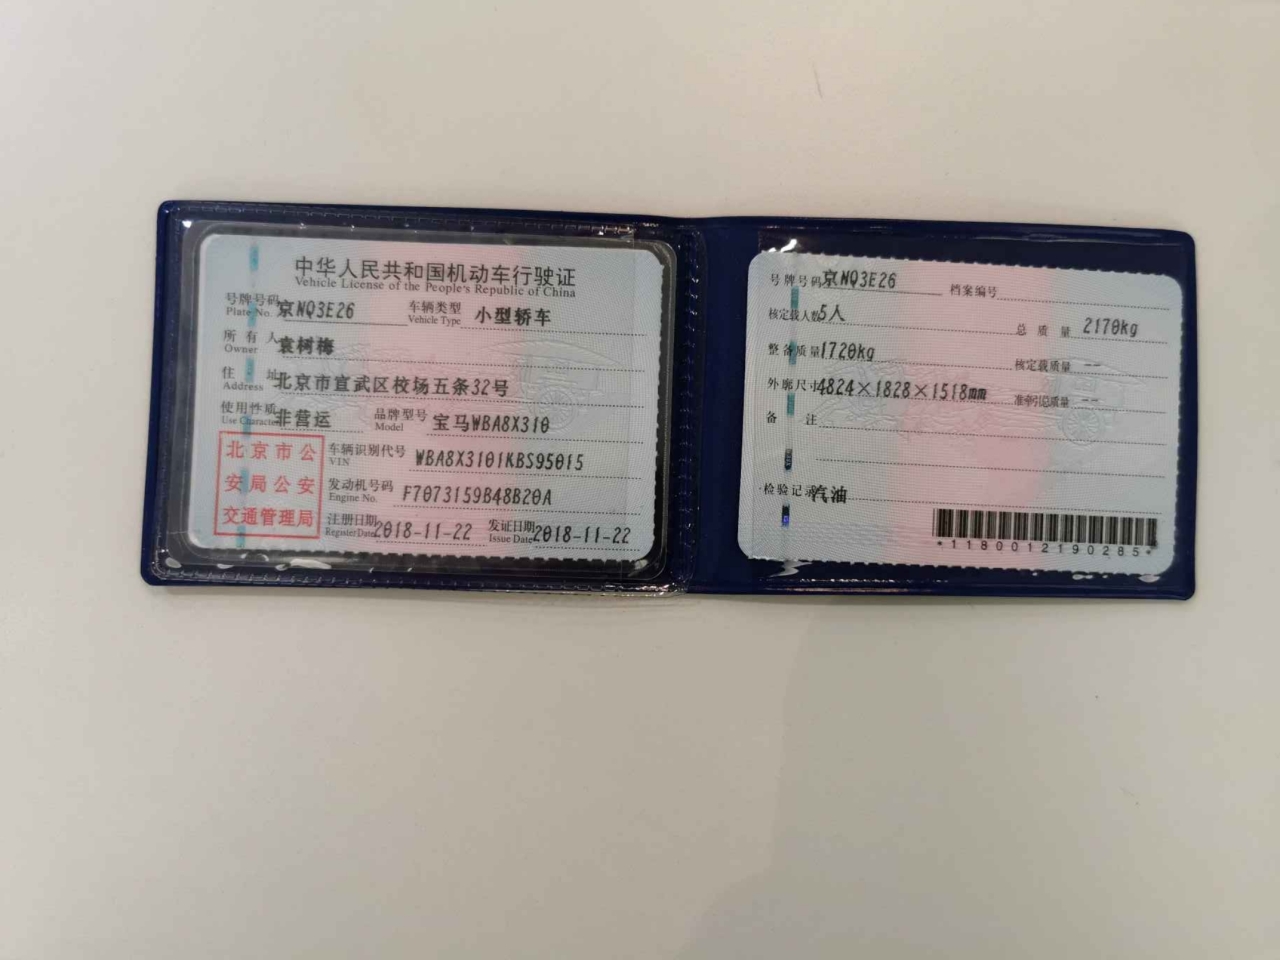 中华人民共和国机动车行驶证
Vehicle License of the People's Republic of China
号牌号码 京NQ3E26 车辆类型 小型轿车
Plate No. Vehicle Type
所有人 袁树梅
Owner
住址 北京市宣武区校场五条32号
Address
使用性质 非营运 品牌型号 宝马WBA8X310
Use Character Model
北京市公
安局公安
交通管理局
车辆识别代号 WBA8X3101KBS95015
VIN
发动机号码 F7073159B48B20A
Engine No.
注册日期 2018-11-22 发证日期 2018-11-22
Register Date Issue Date
号牌号码 京NQ3E26 档案编号
核定载人数 5人 总质量 2170kg
整备质量 1720kg 核定载质量 --
外廓尺寸 4824×1828×1518mm 准牵引总质量 --
备注
检验记录 汽油
*1180012190285*